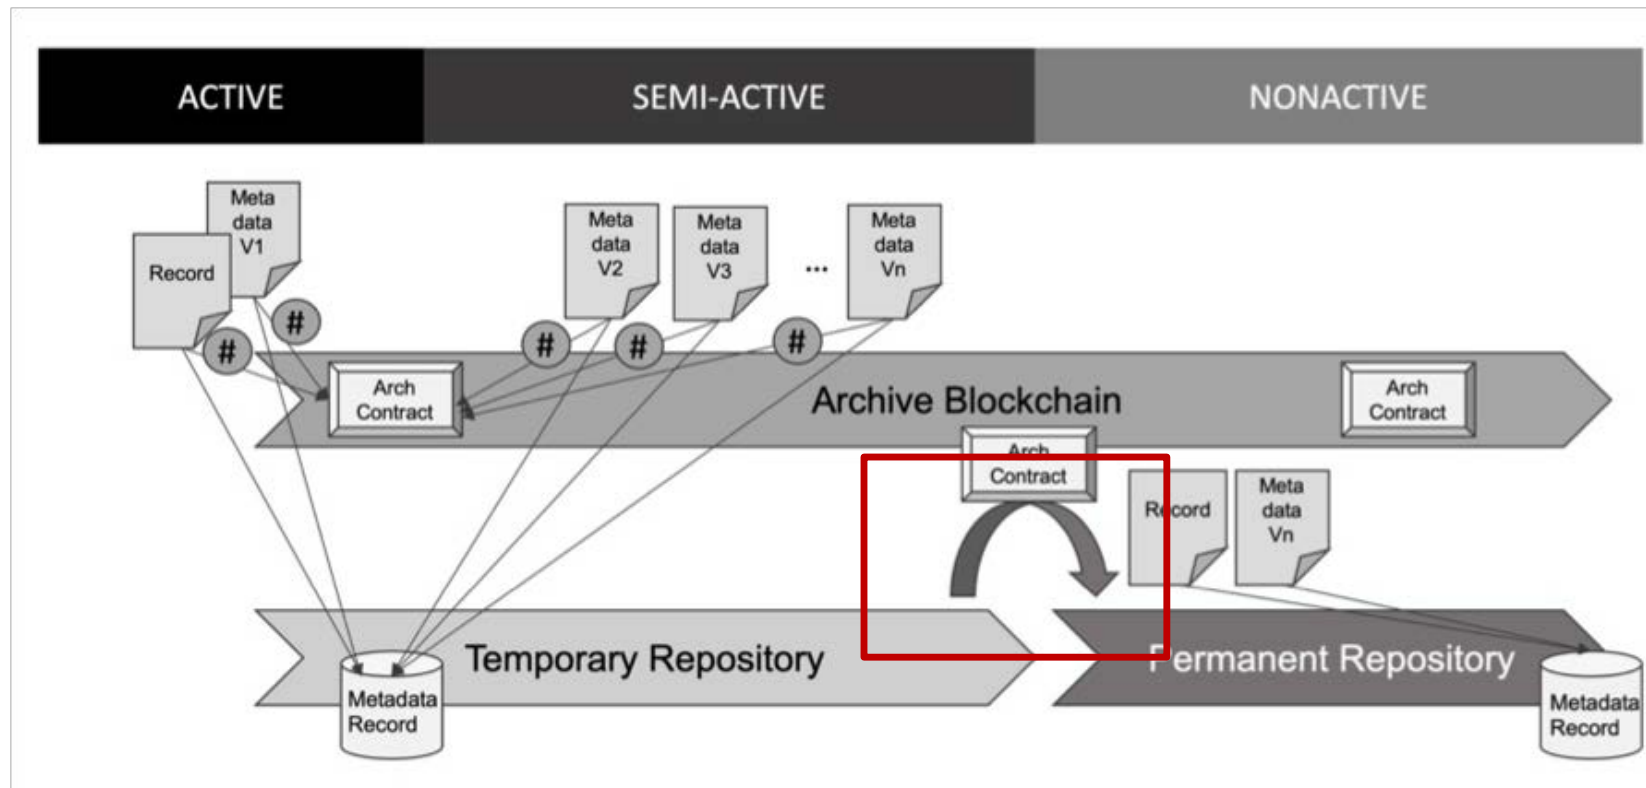 ACTIVE
SEMI-ACTIVE
NONACTIVE
Meta
data
V1
Record
Meta
data
V2
Meta
data
V3
...
Meta
data
Vn
#
#
#
#
#
Arch
Contract
Archive Blockchain
Arch
Contract
Arch
Contract
Record
Meta
data
Vn
Temporary Repository
Permanent Repository
Metadata
Record
Metadata
Record